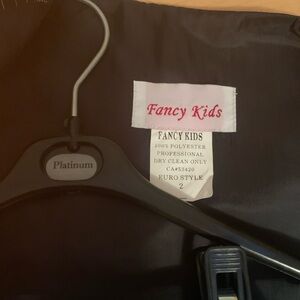 Fancy Kids
FANCY KIDS
100% POLYESTER
PROFESSIONAL
DRY CLEAN ONLY
CA#53420
EURO STYLE
2
Platinum